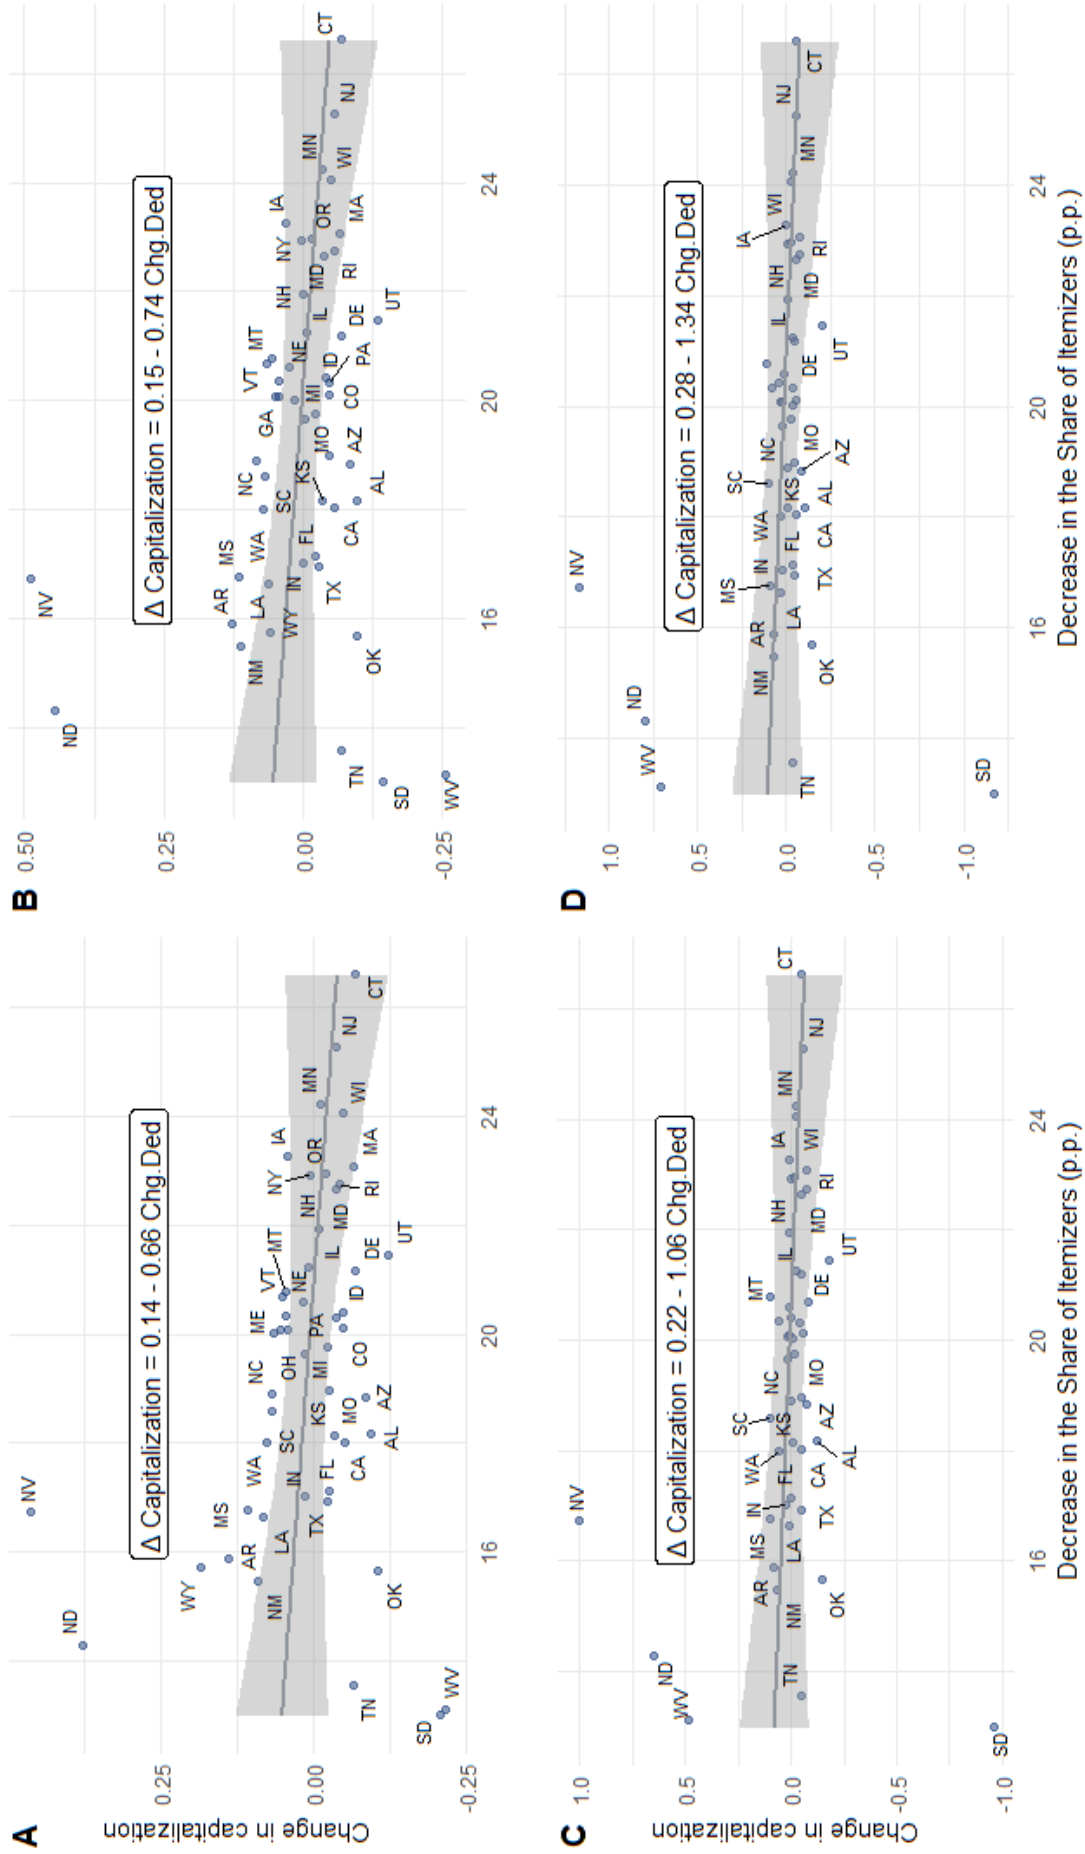 A
Change in capitalization
0.25
0.00
-0.25
16
20
24
Δ Capitalization = 0.14 - 0.66 Chg.Ded
NV
ND
WY
MS
AR
WA
NC
ME
VT
MT
NY
IA
NM
LA
IN
SC
OH
NE
NH
OR
MN
TX
FL
KS
MI
PA
IL
MD
NJ
WI
CT
TN
OK
CA
AL
MO
AZ
CO
ID
DE
UT
RI
MA
SD
WV
B
0.50
0.25
0.00
-0.25
16
20
24
Δ Capitalization = 0.15 - 0.74 Chg.Ded
NV
ND
AR
MS
NM
LA
WA
NC
GA
VT
MT
NH
NY
IA
WY
IN
SC
FL
KS
NE
MI
MO
IL
MD
OR
MN
WI
NJ
CT
TX
ID
CA
AZ
AL
CO
PA
DE
RI
MA
UT
TN
OK
SD
WV
C
Change in capitalization
1.0
0.5
0.0
-0.5
-1.0
16
20
24
Decrease in the Share of Itemizers (p.p.)
Δ Capitalization = 0.22 - 1.06 Chg.Ded
NV
ND
WV
AR
MS
IN
WA
SC
NC
MT
IL
NH
IA
MN
CT
TN
NM
LA
FL
KS
OK
TX
CA
AL
AZ
MO
DE
MD
UT
RI
WI
NJ
SD
D
1.0
0.5
0.0
-0.5
-1.0
16
20
24
Decrease in the Share of Itemizers (p.p.)
Δ Capitalization = 0.28 - 1.34 Chg.Ded
NV
ND
WV
NM
AR
MS
IN
WA
SC
NC
IL
NH
IA
WI
NJ
TN
LA
FL
KS
OK
TX
CA
AL
MO
AZ
DE
MD
UT
RI
MN
CT
SD